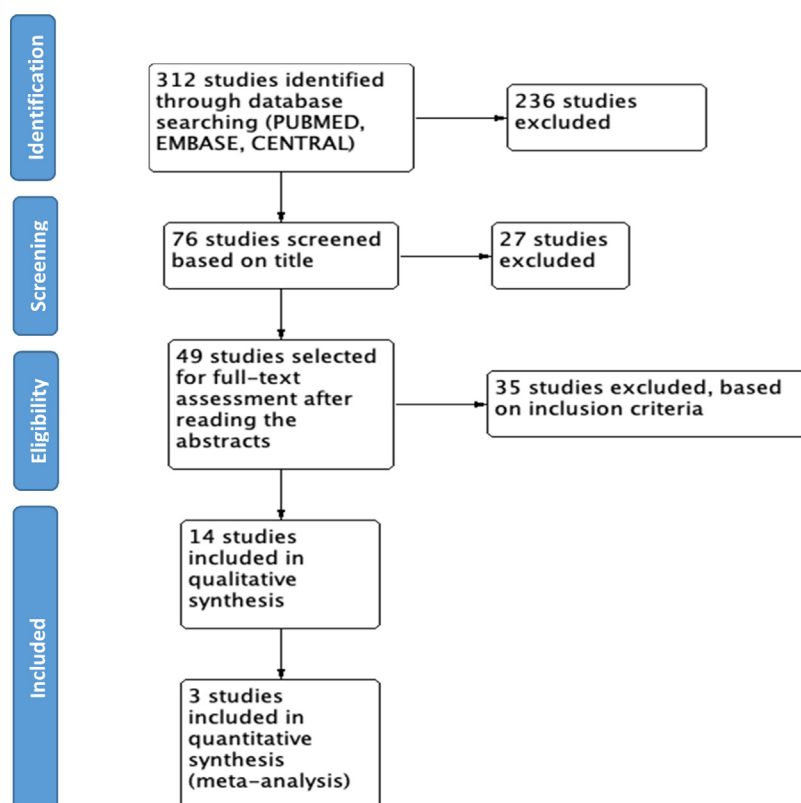 Identification
312 studies identified
through database
searching (PUBMED,
EMBASE, CENTRAL)
236 studies
excluded
Screening
76 studies screened
based on title
27 studies
excluded
Eligibility
49 studies selected
for full-text
assessment after
reading the
abstracts
35 studies excluded, based
on inclusion criteria
Included
14 studies
included in
qualitative
synthesis
3 studies
included in
quantitative
synthesis
(meta-analysis)